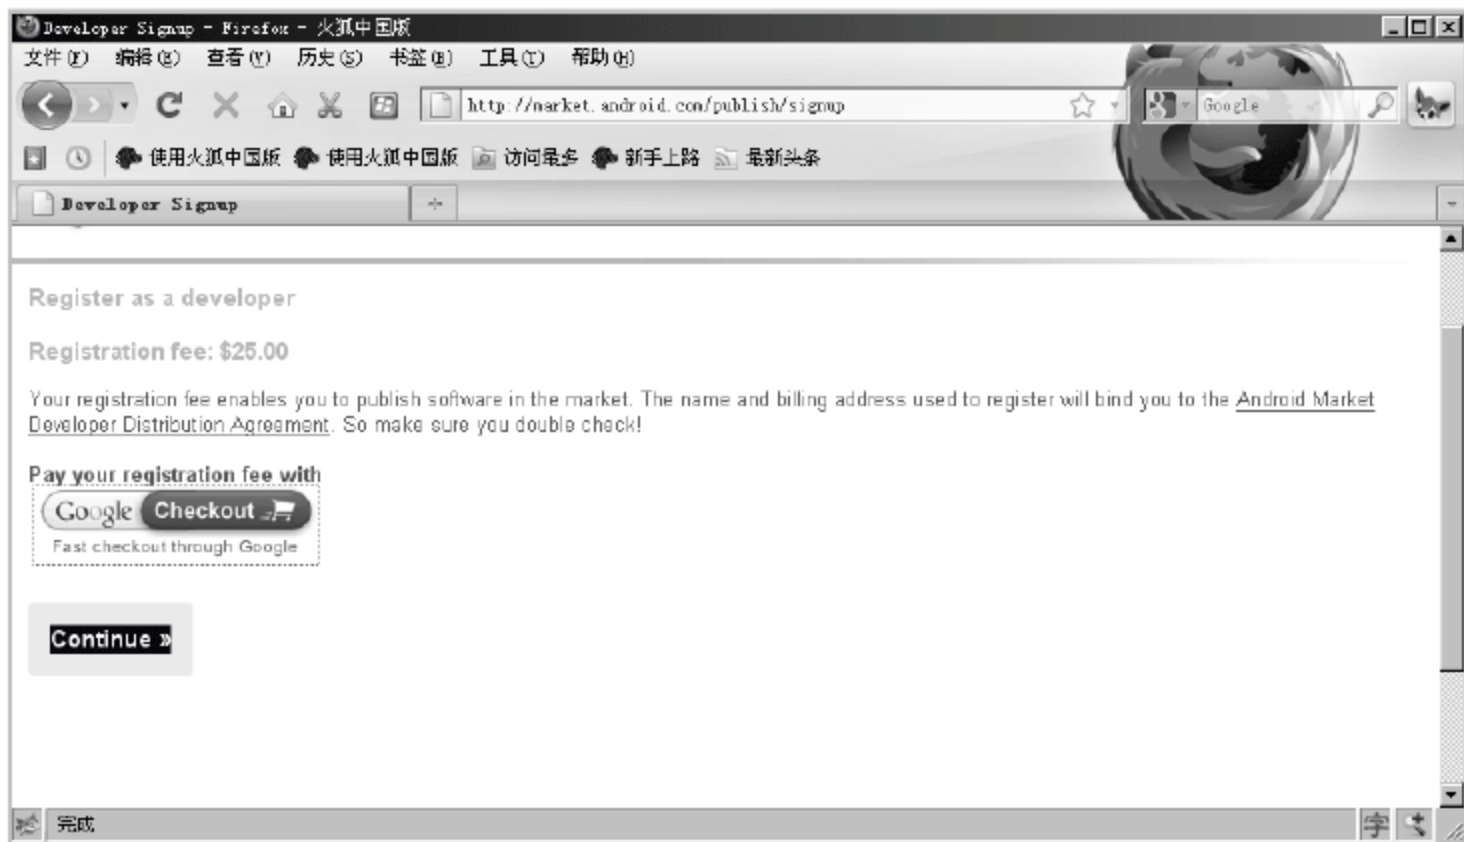 Developer Signup - Firefox - 火狐中国版
文件(F) 编辑(E) 查看(V) 历史(S) 书签(B) 工具(T) 帮助(H)
http://market.android.com/publish/signup Google
使用火狐中国版 使用火狐中国版 访问最多 新手上路 最新头条
Developer Signup
Register as a developer
Registration fee: $25.00
Your registration fee enables you to publish software in the market. The name and billing address used to register will bind you to the Android Market
Developer Distribution Agreement. So make sure you double check!
Pay your registration fee with
Google Checkout
Fast checkout through Google
Continue »
完成 字